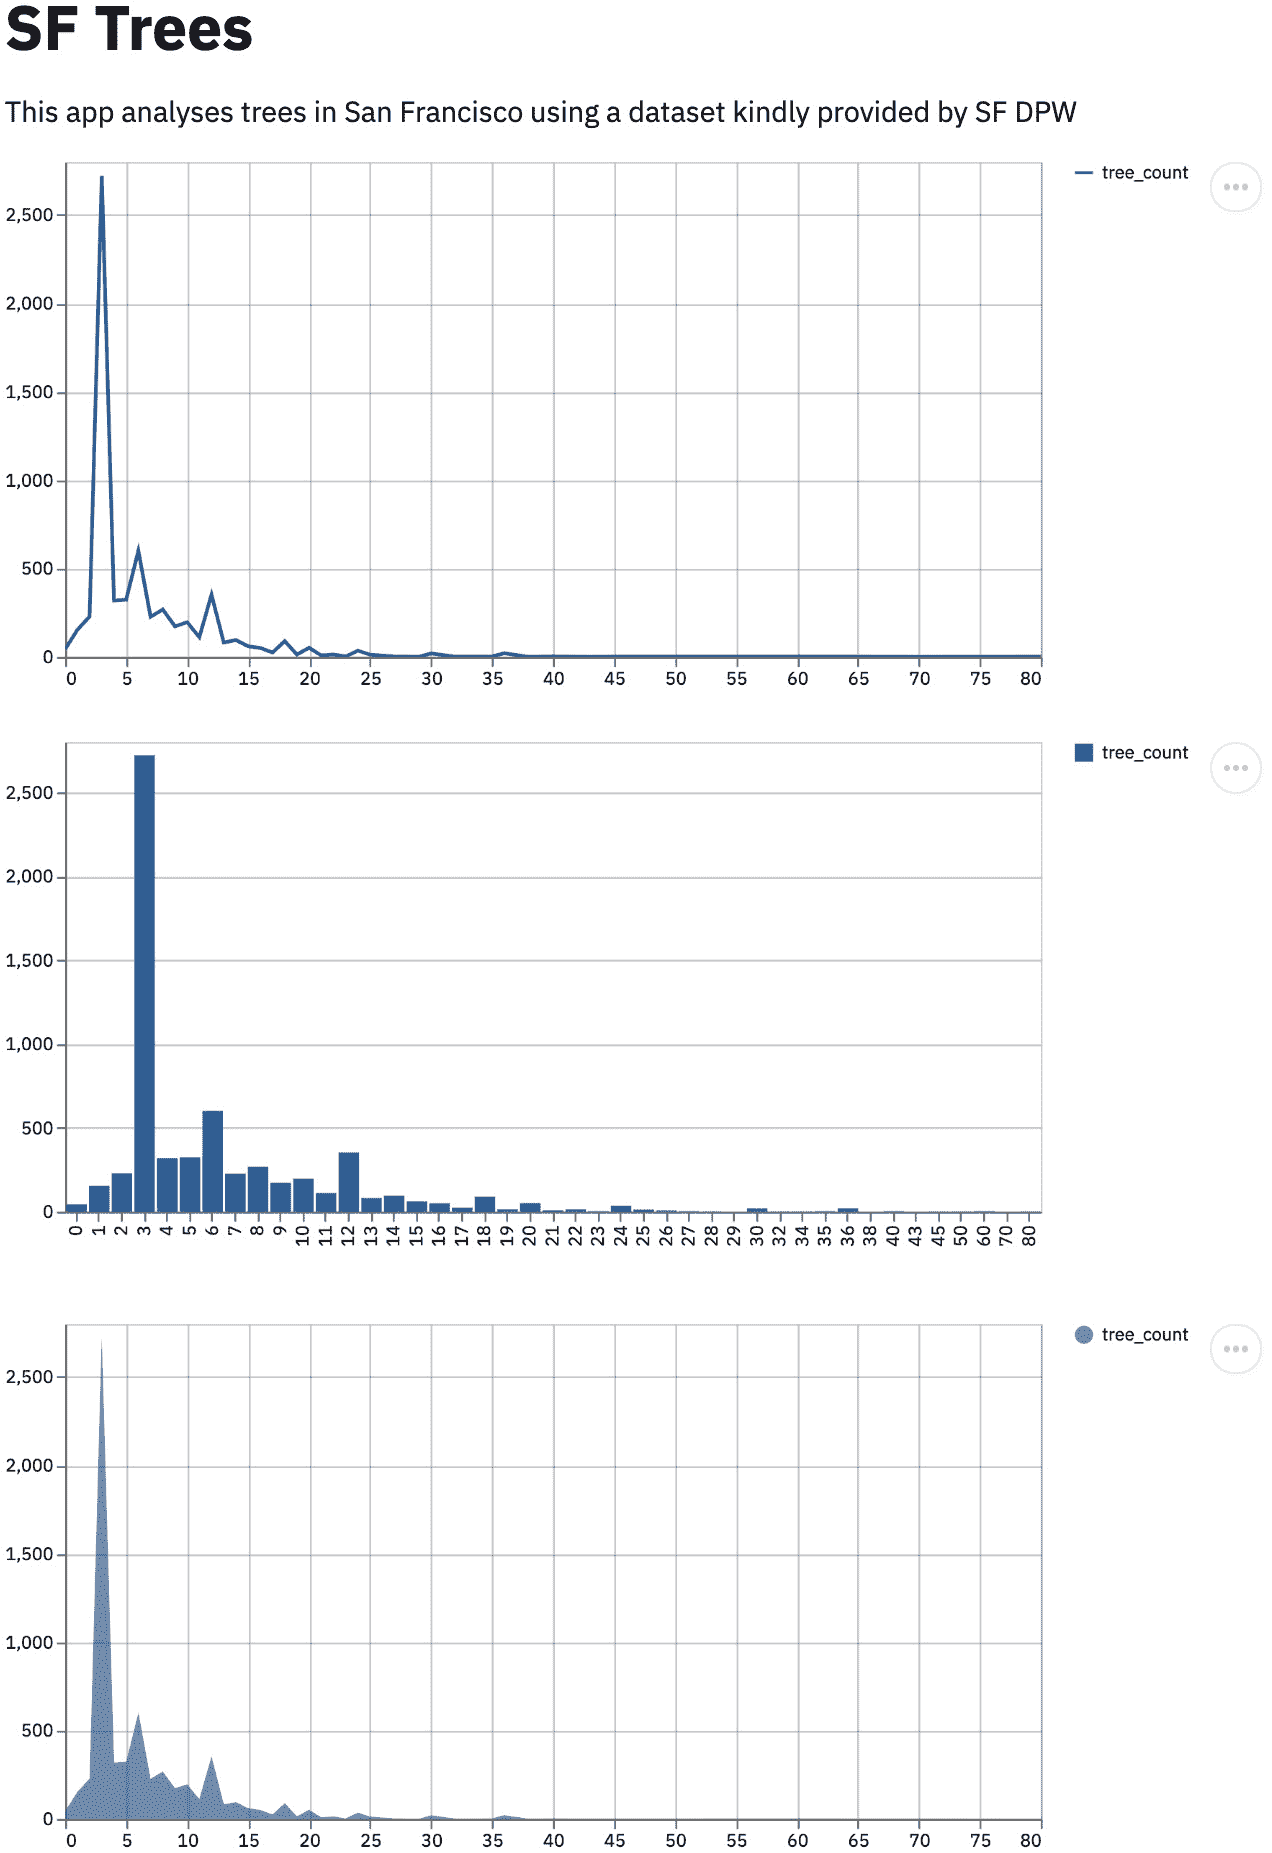 SF Trees
This app analyses trees in San Francisco using a dataset kindly provided by SF DPW
tree_count
2,500
2,000
1,500
1,000
500
0
0 5 10 15 20 25 30 35 40 45 50 55 60 65 70 75 80
tree_count
2,500
2,000
1,500
1,000
500
0
0 1 2 3 4 5 6 7 8 9 10 11 12 13 14 15 16 17 18 19 20 21 22 23 24 25 26 27 28 29 30 32 34 35 36 38 40 43 45 50 60 70 80
tree_count
2,500
2,000
1,500
1,000
500
0
0 5 10 15 20 25 30 35 40 45 50 55 60 65 70 75 80